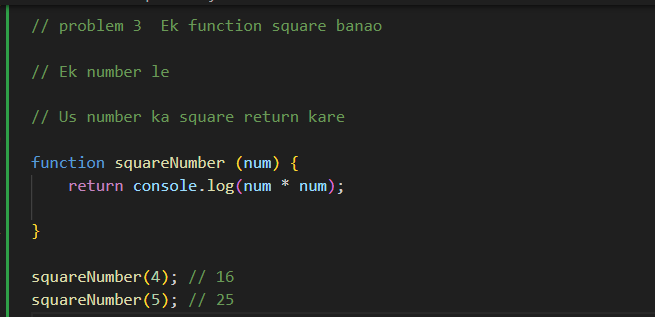 // problem 3  Ek function square banao
// Ek number le
// Us number ka square return kare
function squareNumber (num) {
    return console.log(num * num);
}
squareNumber(4); // 16
squareNumber(5); // 25